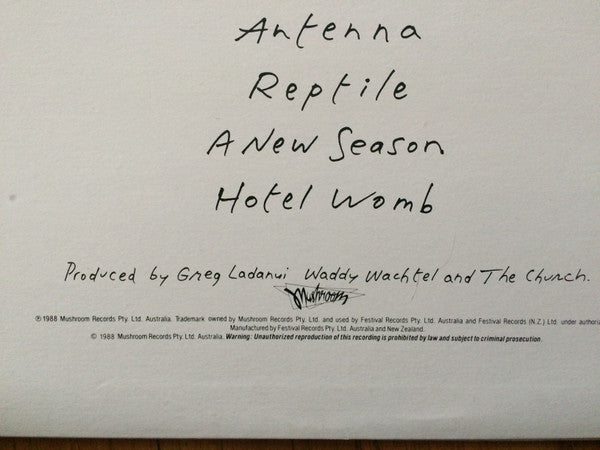 Antenna
Reptile
A New Season
Hotel Womb
Produced by Greg Ladanyi Waddy Wachtel and The Church.
Mushroom
℗ 1988 Mushroom Records Pty. Ltd. Australia. Trademark owned by Mushroom Records Pty. Ltd. and used by Festival Records Pty. Ltd. Australia and Festival Records (N.Z.) Ltd. under
Manufactured by Festival Records Pty. Ltd. Australia and New Zealand.
© 1988 Mushroom Records Pty. Ltd. Australia. Warning: Unauthorized reproduction of this recording is prohibited by law and subject to criminal prosecution.